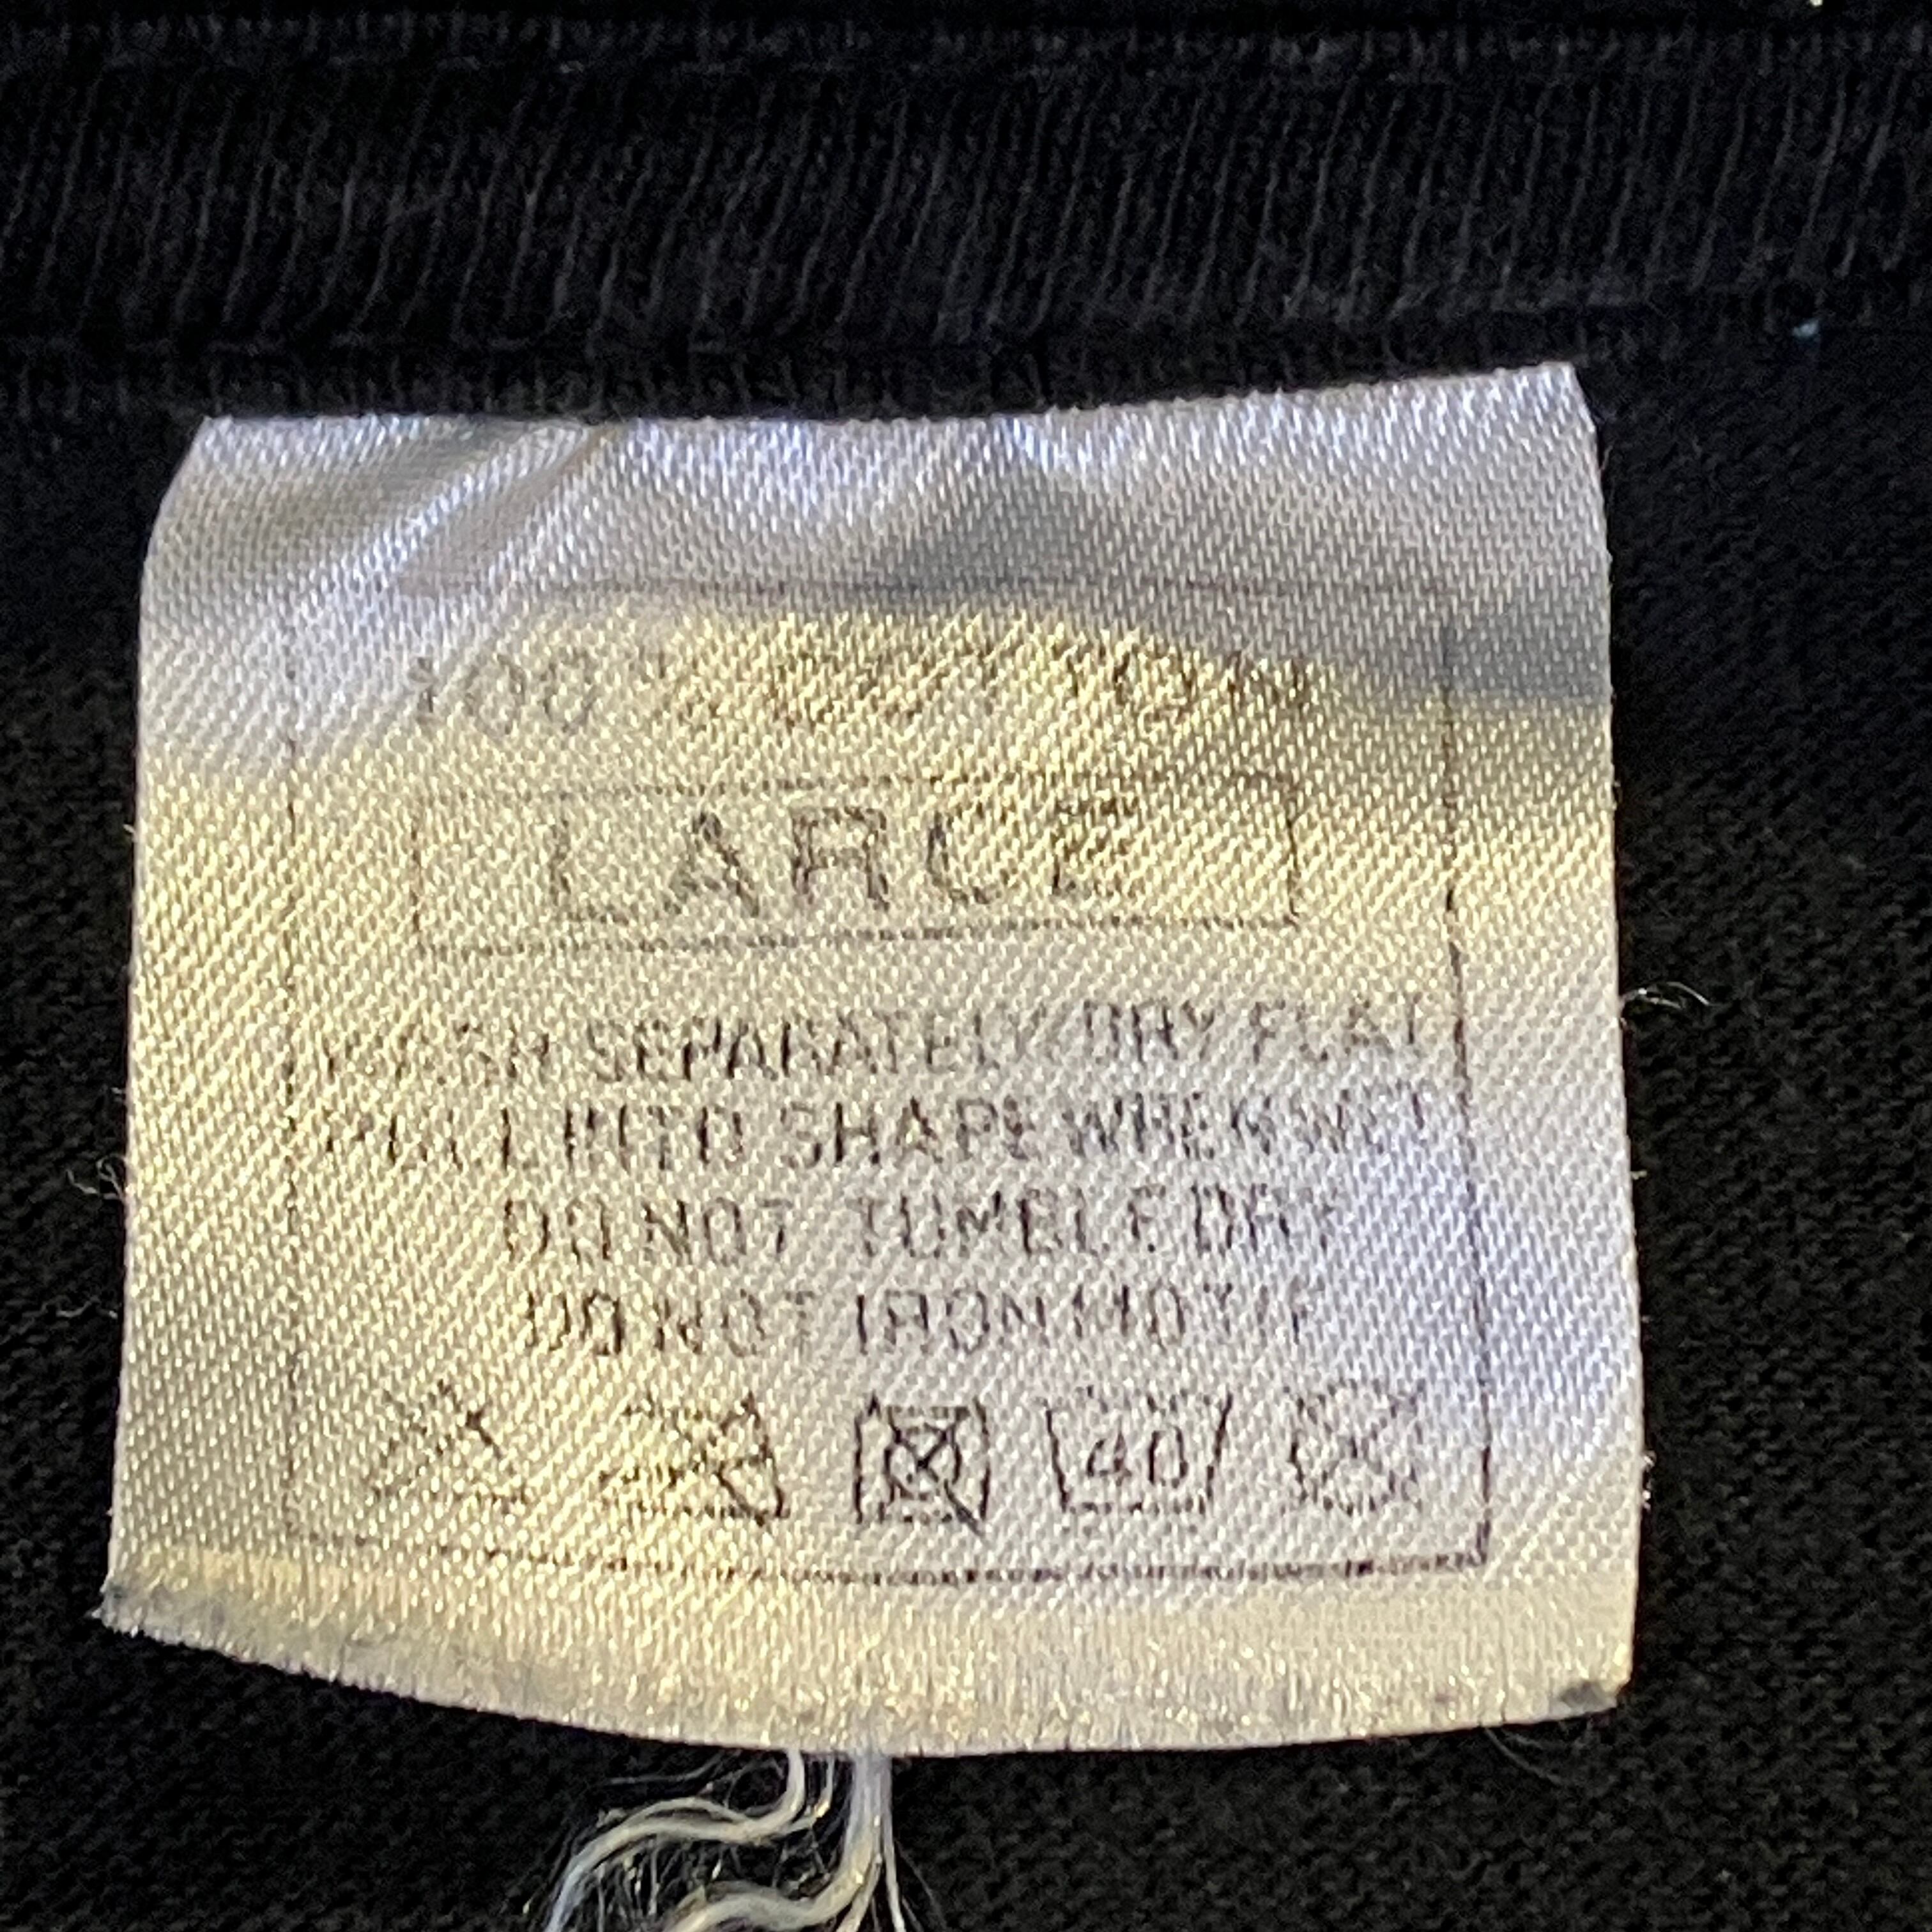 100% COTTON
LARGE
WASH SEPARATELY/DRY FLAT
PULL INTO SHAPE WHEN WET
DO NOT TUMBLE DRY
DO NOT IRON MOTIF
40